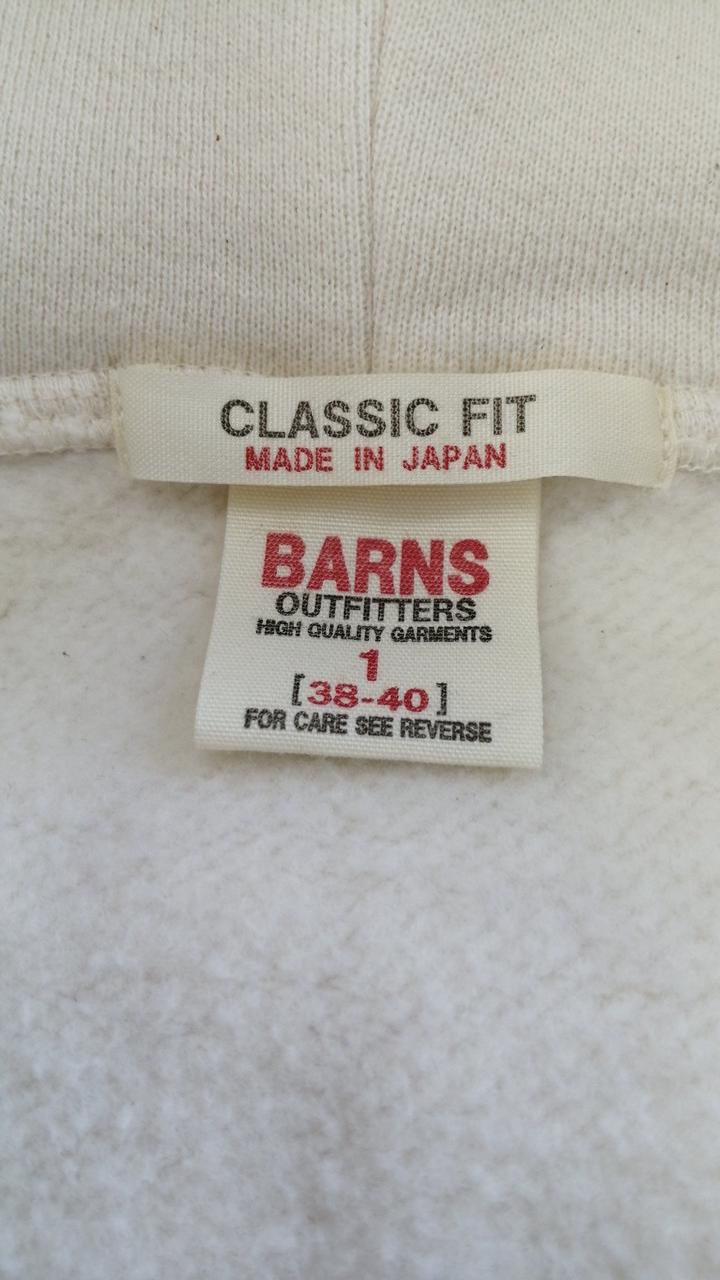 CLASSIC FIT
MADE IN JAPAN
BARNS
OUTFITTERS
HIGH QUALITY GARMENTS
1
[38-40]
FOR CARE SEE REVERSE